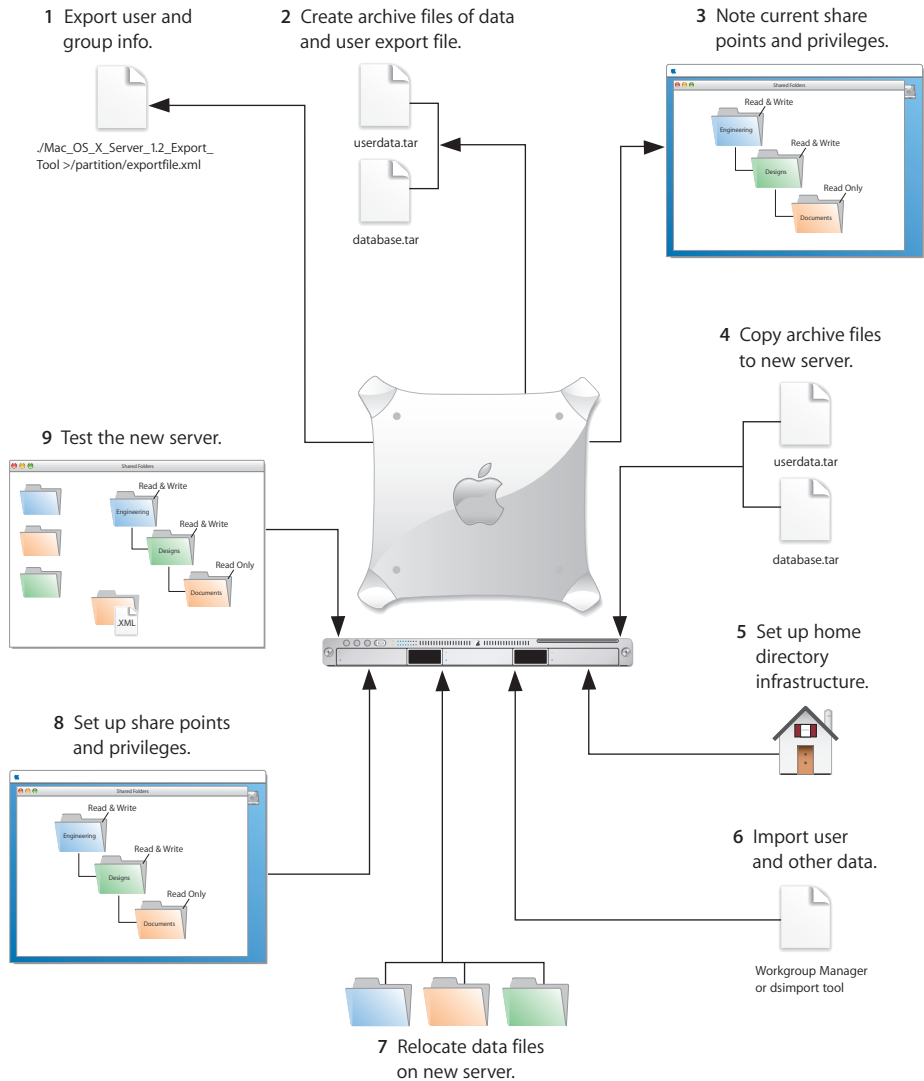 1 Export user and
group info.
./Mac_OS_X_Server_1.2_Export_
Tool >/partition/exportfile.xml
2 Create archive files of data
and user export file.
userdata.tar
database.tar
3 Note current share
points and privileges.
Shared Folders
Read & Write
Engineering
Read & Write
Designs
Read Only
Documents
4 Copy archive files
to new server.
userdata.tar
database.tar
9 Test the new server.
Shared Folders
Read & Write
Engineering
Read & Write
Designs
Read Only
Documents
.XML
5 Set up home
directory
infrastructure.
8 Set up share points
and privileges.
Shared Folders
Read & Write
Engineering
Read & Write
Designs
Read Only
Documents
6 Import user
and other data.
Workgroup Manager
or dsimport tool
7 Relocate data files
on new server.